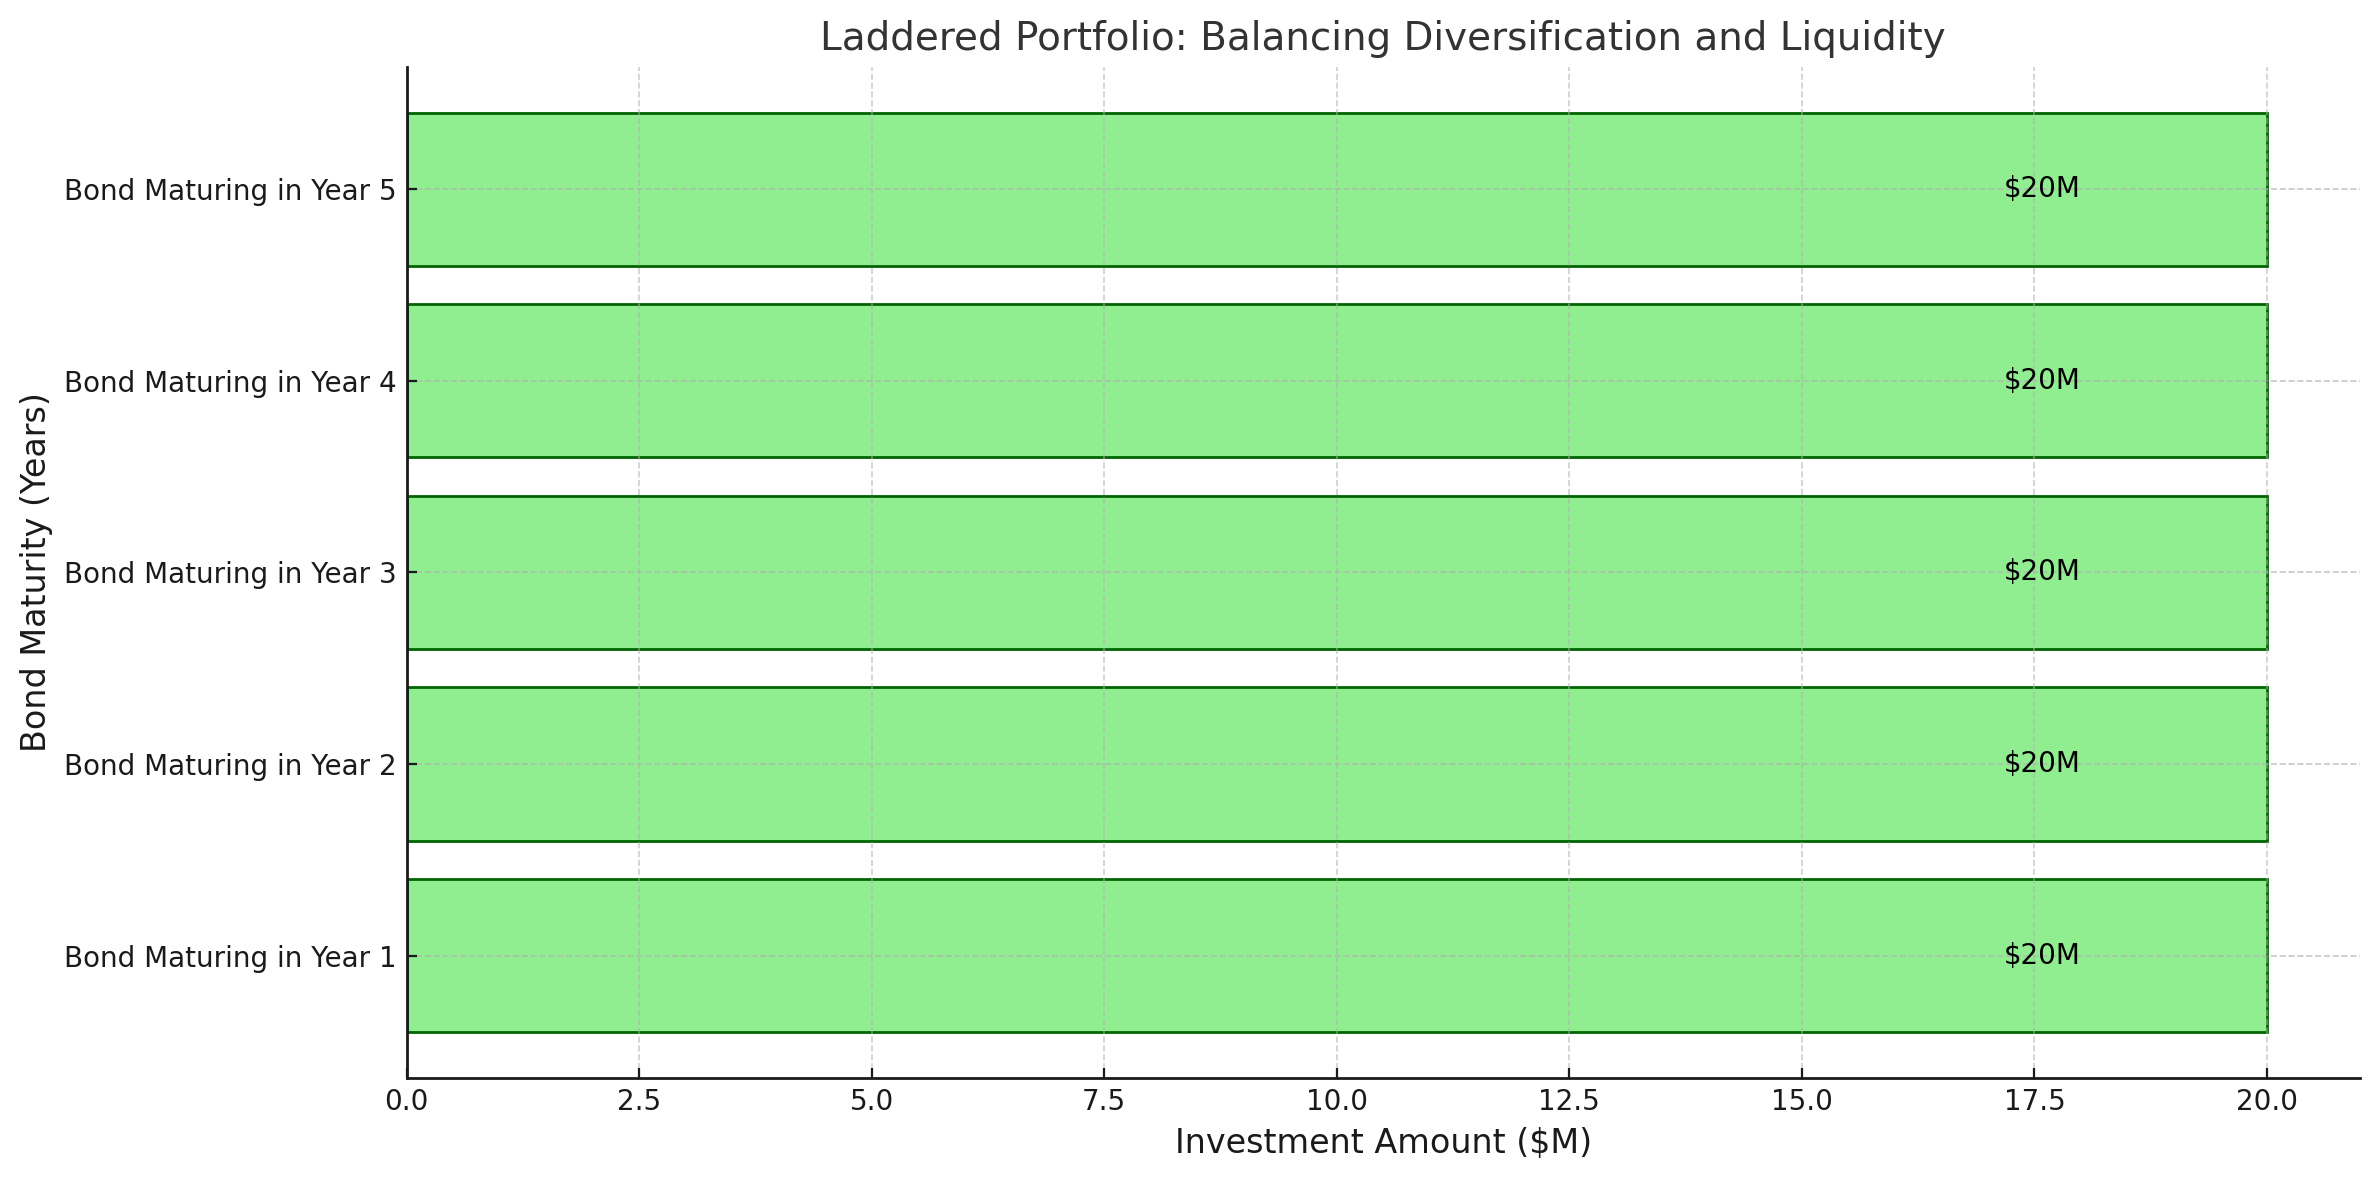 Laddered Portfolio: Balancing Diversification and Liquidity
Bond Maturity (Years)
Bond Maturing in Year 5
$20M
Bond Maturing in Year 4
$20M
Bond Maturing in Year 3
$20M
Bond Maturing in Year 2
$20M
Bond Maturing in Year 1
$20M
0.0 2.5 5.0 7.5 10.0 12.5 15.0 17.5 20.0
Investment Amount ($M)